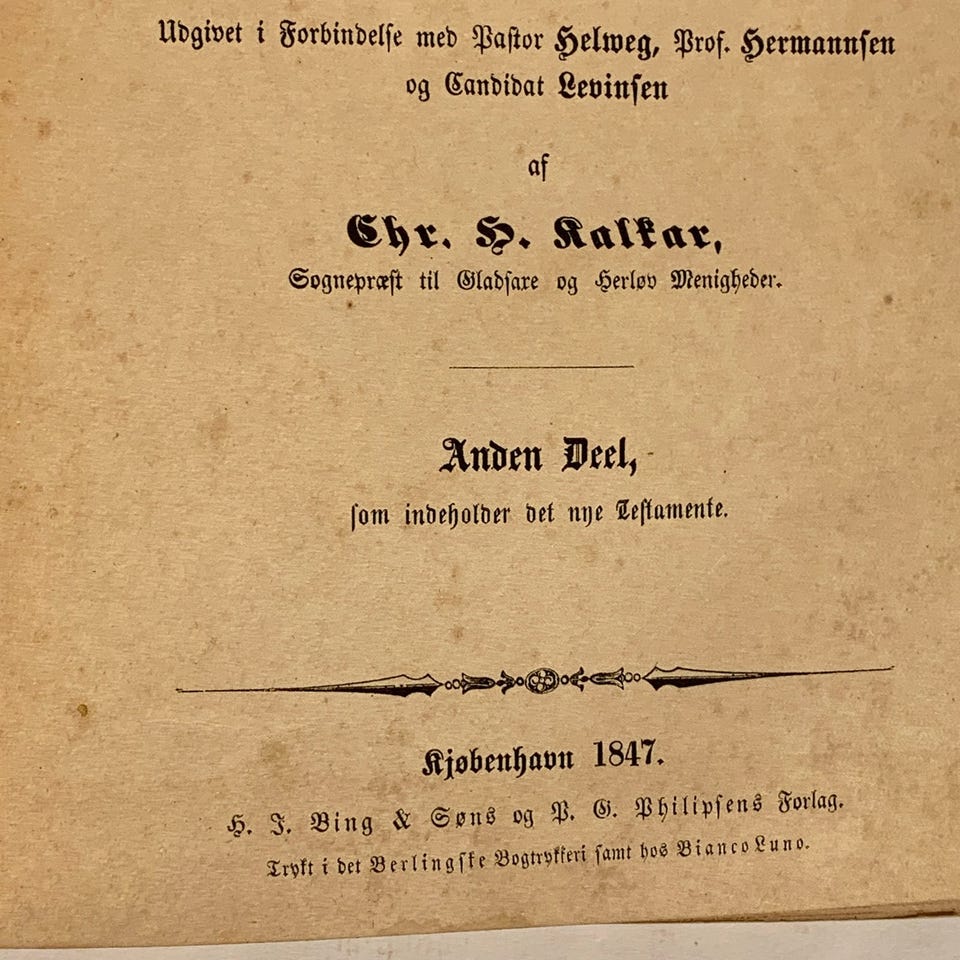 Udgivet i Forbindelse med Pastor Helweg, Prof. Hermannsen
og Candidat Levinsen
af
Chr. H. Kalkar,
Sognepræst til Gladsaxe og Herløv Menigheder.
Anden Deel,
som indeholder det nye Testamente.
Kjøbenhavn 1847.
H. J. Bing & Søns og P. G. Philipsens Forlag.
Trykt i det Berlingske Bogtrykkeri samt hos Bianco Luno.